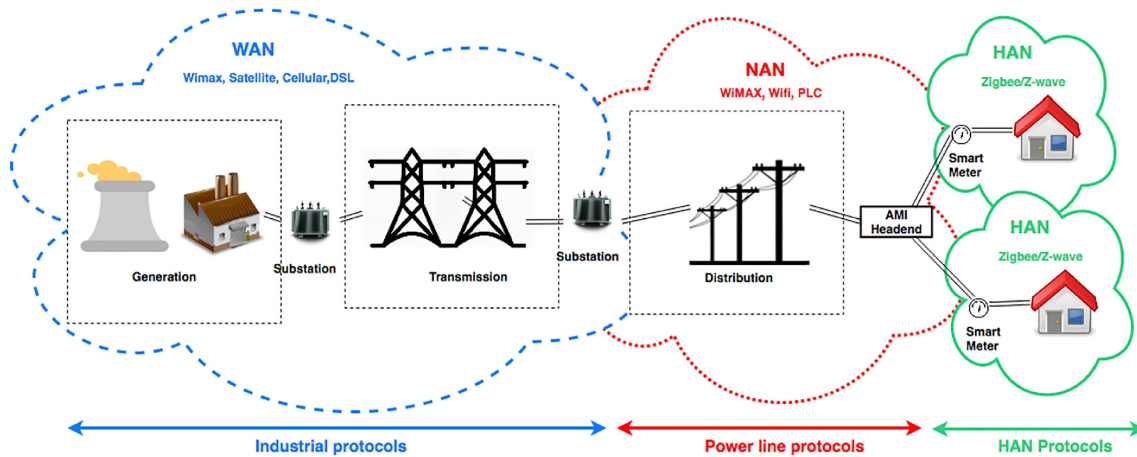 WAN
Wimax, Satellite, Cellular,DSL
NAN
WiMAX, Wifi, PLC
HAN
Zigbee/Z-wave
Smart
Meter
Generation
Substation
Transmission
Substation
Distribution
AMI
Headend
HAN
Zigbee/Z-wave
Smart
Meter
Industrial protocols
Power line protocols
HAN Protocols